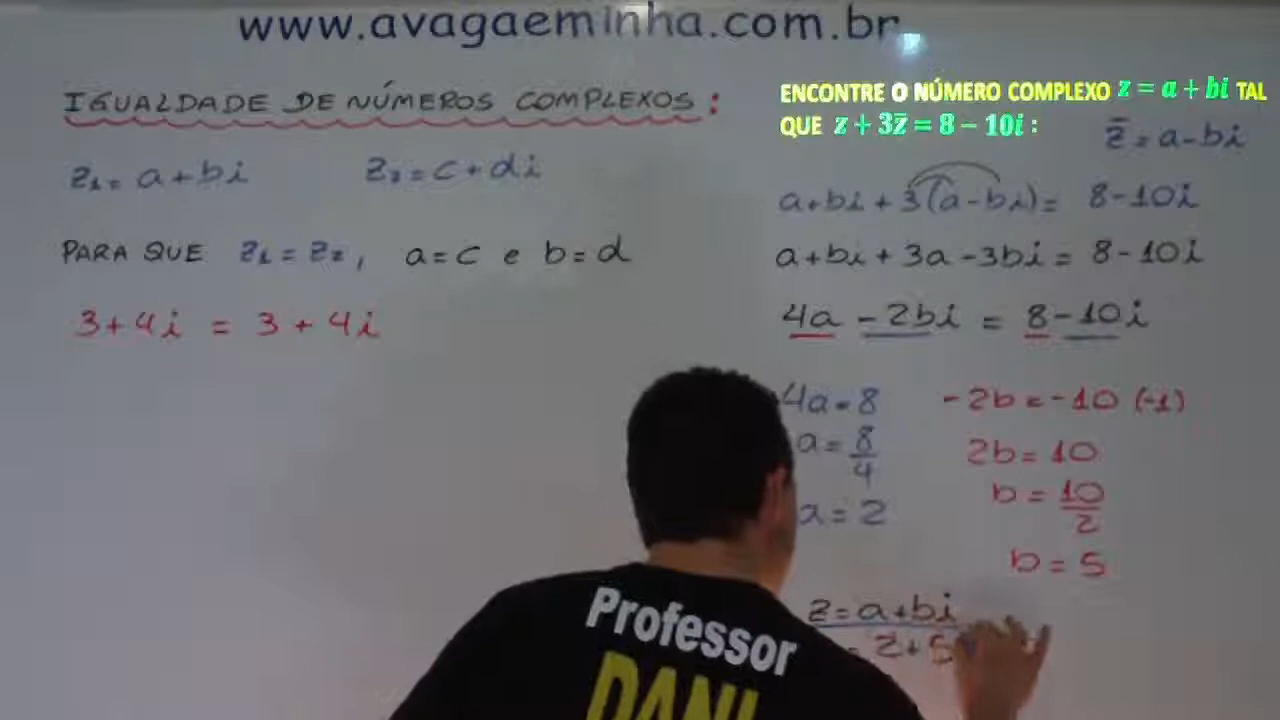 www.avagaeminha.com.br
IGUALDADE DE NÚMEROS COMPLEXOS:
z₁ = a + bi z₂ = c + di
PARA QUE z₁ = z₂, a = c e b = d
3 + 4i = 3 + 4i
ENCONTRE O NÚMERO COMPLEXO z = a + bi TAL
QUE z + 3z̄ = 8 − 10i :
z̄ = a - bi
a + bi + 3(a - bi) = 8 - 10i
a + bi + 3a - 3bi = 8 - 10i
4a - 2bi = 8 - 10i
4a = 8
a = 8/4
a = 2
-2b = -10 (-1)
2b = 10
b = 10/2
b = 5
z = a + bi
= 2 + 5
Professor
DANI